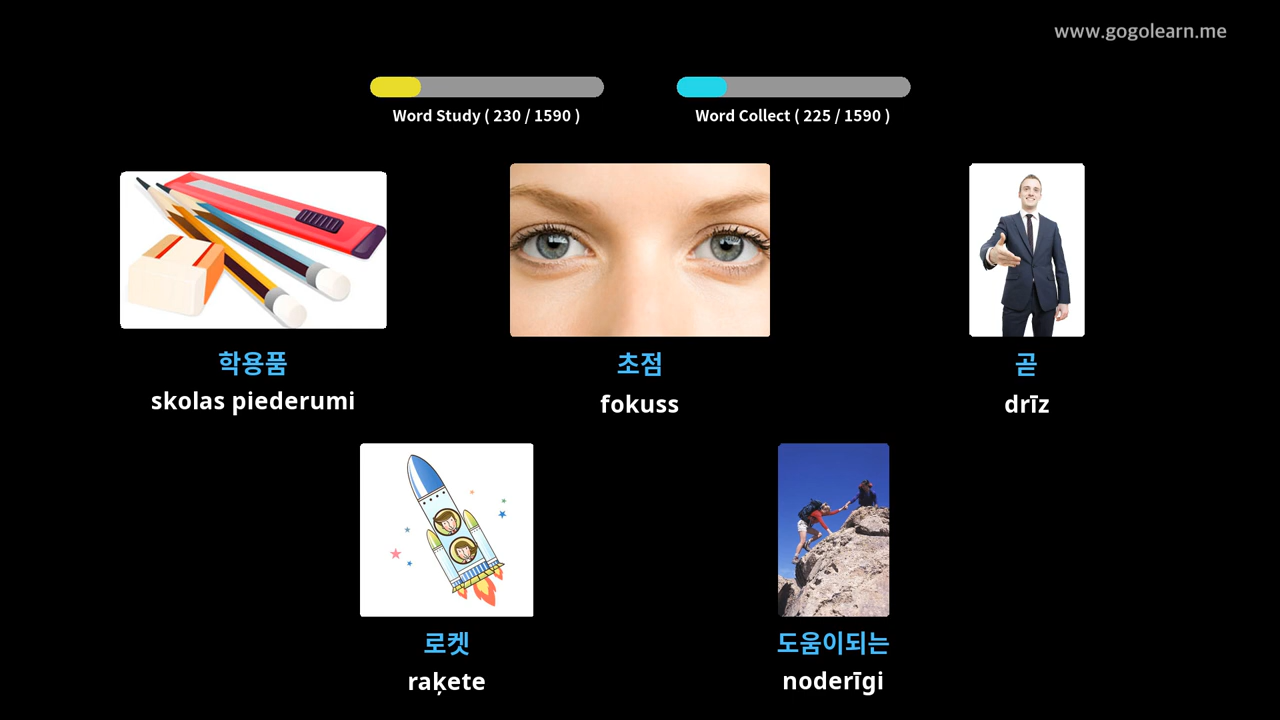 www.gogolearn.me
Word Study ( 230 / 1590 )
Word Collect ( 225 / 1590 )
학용품
skolas piederumi
초점
fokuss
곧
drīz
로켓
raķete
도움이되는
noderīgi